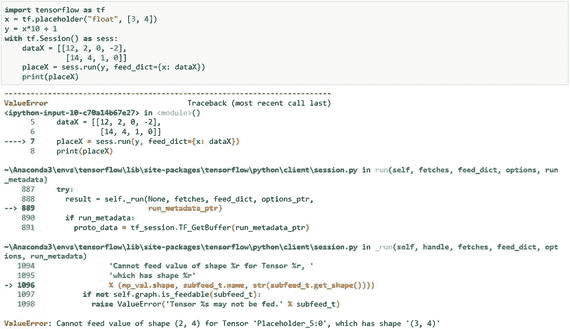 import tensorflow as tf
x = tf.placeholder("float", [3, 4])
y = x*10 + 1
with tf.Session() as sess:
    dataX = [[12, 2, 0, -2],
             [14, 4, 1, 0]]
    placeX = sess.run(y, feed_dict={x: dataX})
    print(placeX)
---------------------------------------------------------------------------
ValueError                                Traceback (most recent call last)
<ipython-input-10-c70a14b67e27> in <module>()
      5     dataX = [[12, 2, 0, -2],
      6              [14, 4, 1, 0]]
----> 7     placeX = sess.run(y, feed_dict={x: dataX})
      8     print(placeX)
~\Anaconda3\envs\tensorflow\lib\site-packages\tensorflow\python\client\session.py in run(self, fetches, feed_dict, options, run
_metadata)
    887     try:
    888       result = self._run(None, fetches, feed_dict, options_ptr,
--> 889                          run_metadata_ptr)
    890       if run_metadata:
    891         proto_data = tf_session.TF_GetBuffer(run_metadata_ptr)
~\Anaconda3\envs\tensorflow\lib\site-packages\tensorflow\python\client\session.py in _run(self, handle, fetches, feed_dict, opt
ions, run_metadata)
   1094                 'Cannot feed value of shape %r for Tensor %r, '
   1095                 'which has shape %r'
-> 1096                 % (np_val.shape, subfeed_t.name, str(subfeed_t.get_shape())))
   1097           if not self.graph.is_feedable(subfeed_t):
   1098             raise ValueError('Tensor %s may not be fed.' % subfeed_t)
ValueError: Cannot feed value of shape (2, 4) for Tensor 'Placeholder_5:0', which has shape '(3, 4)'